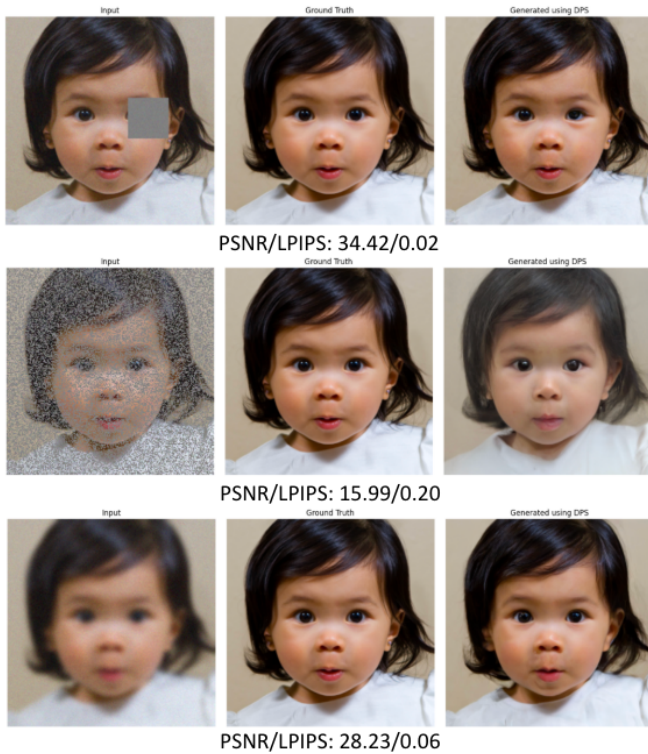 Input Ground Truth Generated using DPS
PSNR/LPIPS: 34.42/0.02
Input Ground Truth Generated using DPS
PSNR/LPIPS: 15.99/0.20
Input Ground Truth Generated using DPS
PSNR/LPIPS: 28.23/0.06